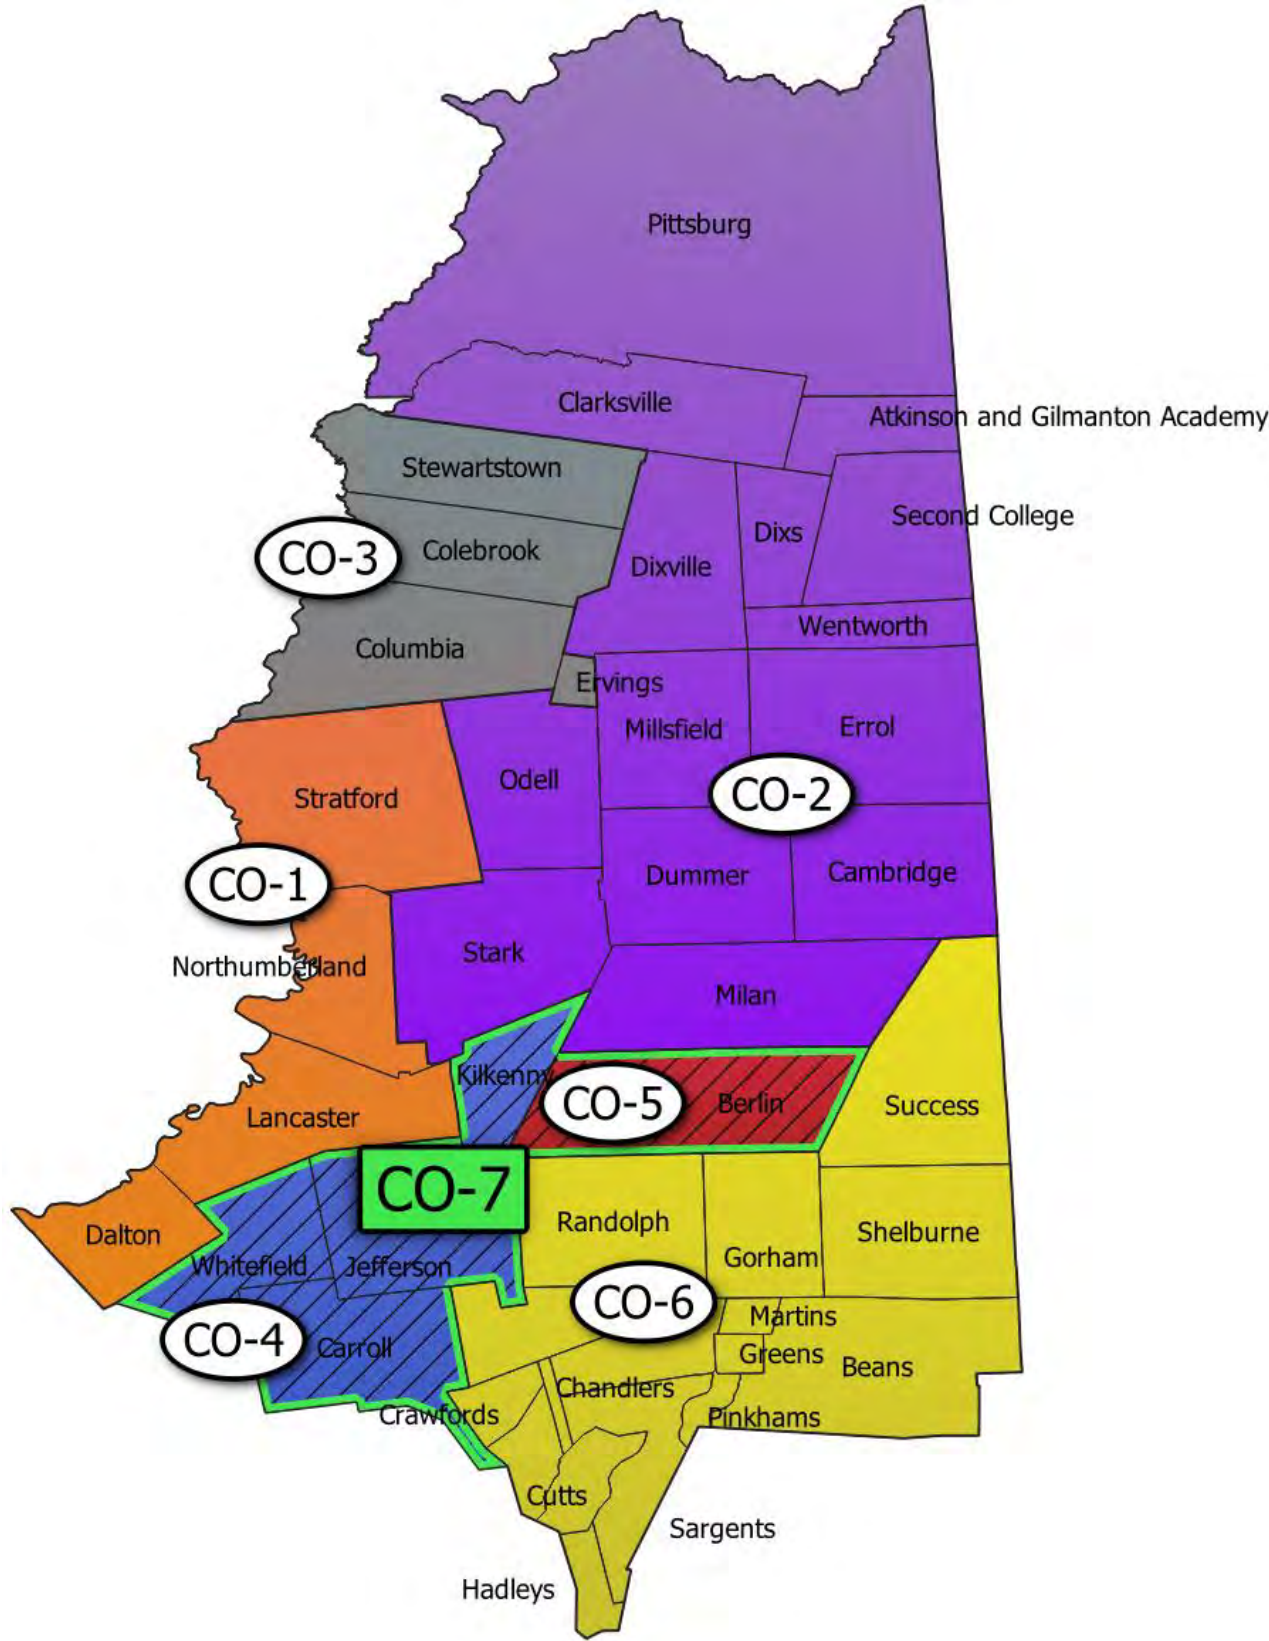 Pittsburg
Clarksville
Atkinson and Gilmanton Academy
Stewartstown
Second College
Dixs
CO-3
Colebrook
Dixville
Wentworth
Columbia
Ervings
Millsfield
Errol
Odell
Stratford
CO-2
CO-1
Dummer
Cambridge
Stark
Northumberland
Milan
Kilkenny
CO-5
Berlin
Success
Lancaster
CO-7
Randolph
Dalton
Shelburne
Gorham
Whitefield
Jefferson
CO-6
Martins
CO-4
Carroll
Greens
Beans
Chandlers
Crawfords
Pinkhams
Cutts
Sargents
Hadleys